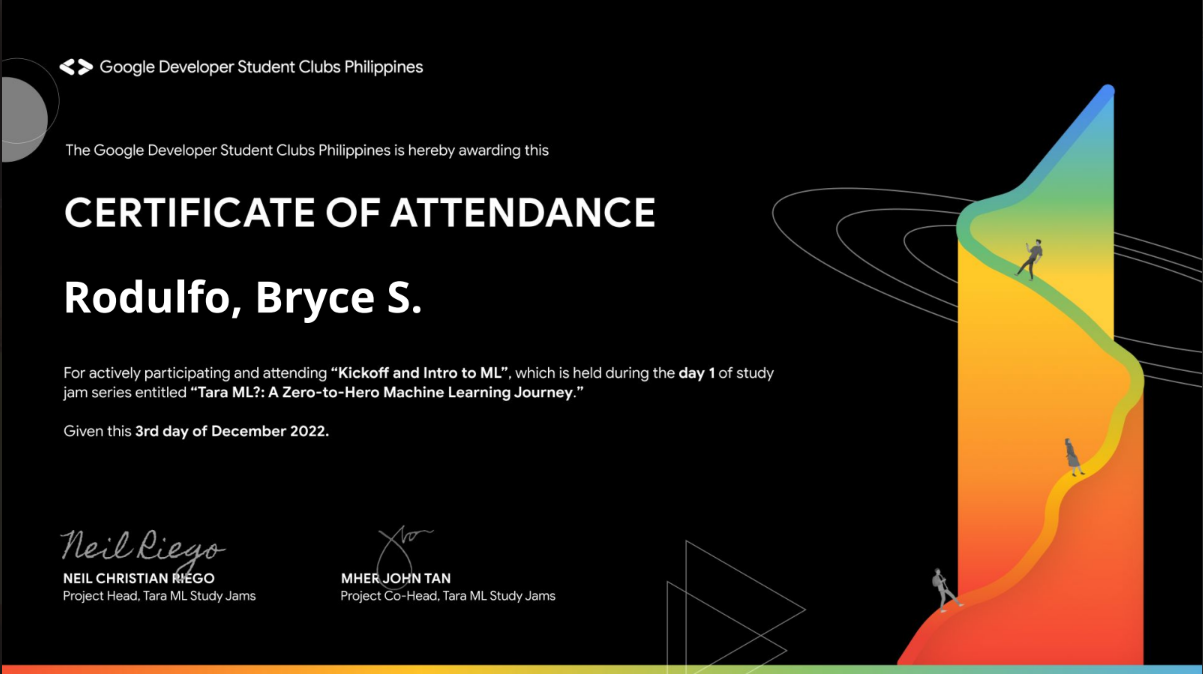 Google Developer Student Clubs Philippines
The Google Developer Student Clubs Philippines is hereby awarding this
CERTIFICATE OF ATTENDANCE
Rodulfo, Bryce S.
For actively participating and attending “Kickoff and Intro to ML”, which is held during the day 1 of study
jam series entitled “Tara ML?: A Zero-to-Hero Machine Learning Journey.”
Given this 3rd day of December 2022.
Neil Riego
NEIL CHRISTIAN RIEGO
Project Head, Tara ML Study Jams
MHER JOHN TAN
Project Co-Head, Tara ML Study Jams